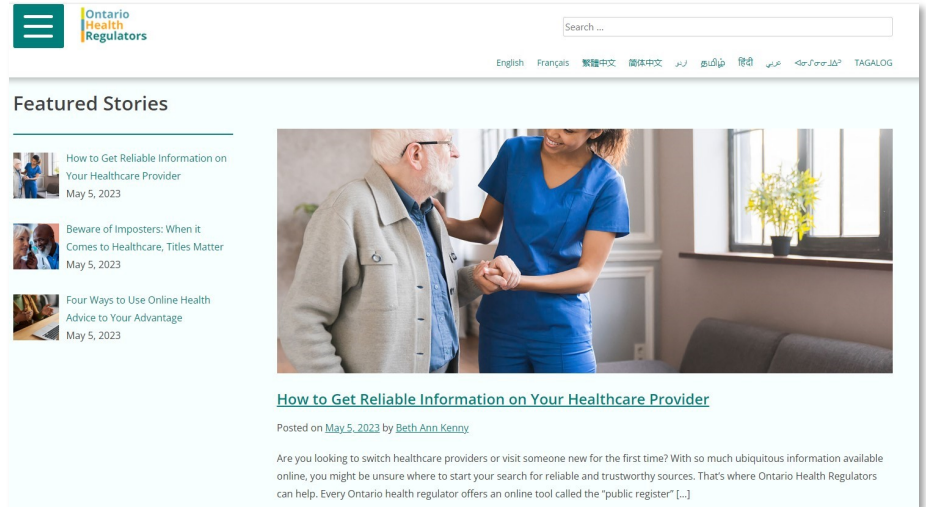 Ontario
Health
Regulators
Search ...
English Français 繁體中文 简体中文 اردو தமிழ் हिंदी عربي ᐊᓂᔑᓂᓂᒧᐃᐣ TAGALOG
Featured Stories
How to Get Reliable Information on
Your Healthcare Provider
May 5, 2023
Beware of Imposters: When it
Comes to Healthcare, Titles Matter
May 5, 2023
Four Ways to Use Online Health
Advice to Your Advantage
May 5, 2023
How to Get Reliable Information on Your Healthcare Provider
Posted on May 5, 2023 by Beth Ann Kenny
Are you looking to switch healthcare providers or visit someone new for the first time? With so much ubiquitous information available
online, you might be unsure where to start your search for reliable and trustworthy sources. That’s where Ontario Health Regulators
can help. Every Ontario health regulator offers an online tool called the “public register” […]